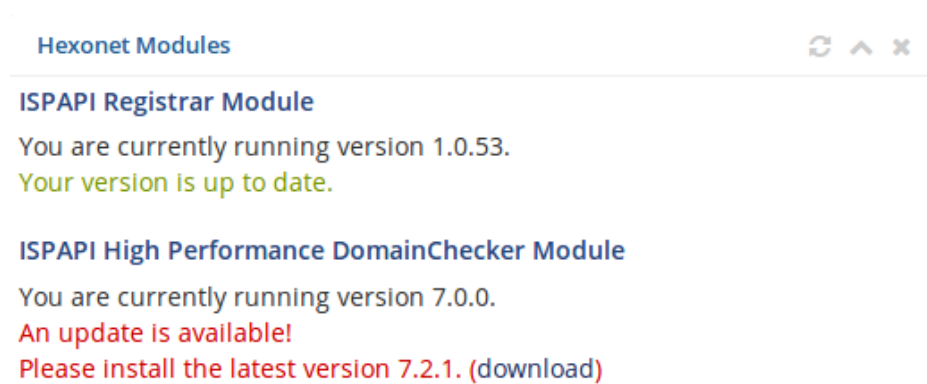 Hexonet Modules
ISPAPI Registrar Module
You are currently running version 1.0.53.
Your version is up to date.
ISPAPI High Performance DomainChecker Module
You are currently running version 7.0.0.
An update is available!
Please install the latest version 7.2.1. (download)